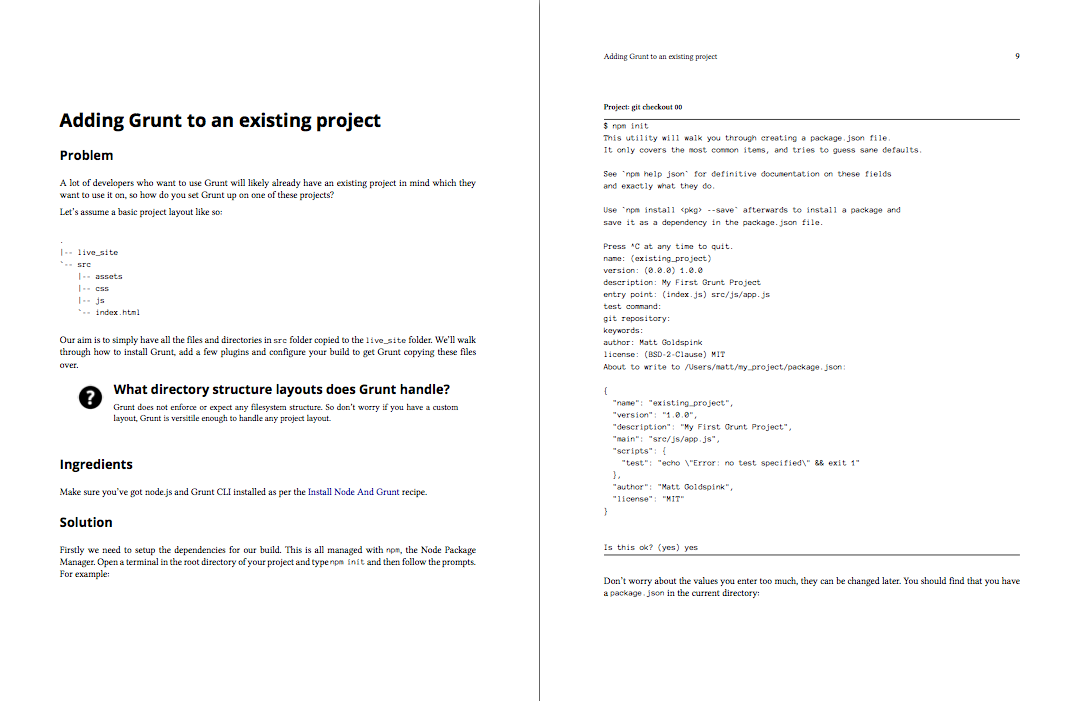 Adding Grunt to an existing project
Problem
A lot of developers who want to use Grunt will likely already have an existing project in mind which they
want to use it on, so how do you set Grunt up on one of these projects?
Let's assume a basic project layout like so:
.
|-- live_site
`-- src
    |-- assets
    |-- css
    |-- js
    `-- index.html
Our aim is to simply have all the files and directories in src folder copied to the live_site folder. We'll walk
through how to install Grunt, add a few plugins and configure your build to get Grunt copying these files
over.
?
What directory structure layouts does Grunt handle?
Grunt does not enforce or expect any filesystem structure. So don't worry if you have a custom
layout, Grunt is versitile enough to handle any project layout.
Ingredients
Make sure you've got node.js and Grunt CLI installed as per the Install Node And Grunt recipe.
Solution
Firstly we need to setup the dependencies for our build. This is all managed with npm, the Node Package
Manager. Open a terminal in the root directory of your project and type npm init and then follow the prompts.
For example:
Adding Grunt to an existing project 9
Project: git checkout 00
$ npm init
This utility will walk you through creating a package.json file.
It only covers the most common items, and tries to guess sane defaults.
See `npm help json` for definitive documentation on these fields
and exactly what they do.
Use `npm install <pkg> --save` afterwards to install a package and
save it as a dependency in the package.json file.
Press ^C at any time to quit.
name: (existing_project)
version: (0.0.0) 1.0.0
description: My First Grunt Project
entry point: (index.js) src/js/app.js
test command:
git repository:
keywords:
author: Matt Goldspink
license: (BSD-2-Clause) MIT
About to write to /Users/matt/my_project/package.json:
{
  "name": "existing_project",
  "version": "1.0.0",
  "description": "My First Grunt Project",
  "main": "src/js/app.js",
  "scripts": {
    "test": "echo \"Error: no test specified\" && exit 1"
  },
  "author": "Matt Goldspink",
  "license": "MIT"
}
Is this ok? (yes) yes
Don't worry about the values you enter too much, they can be changed later. You should find that you have
a package.json in the current directory: